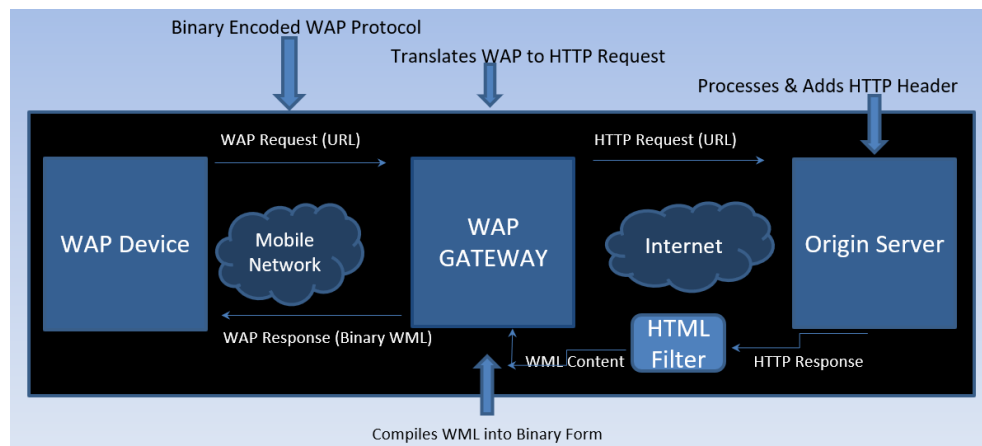 Binary Encoded WAP Protocol
Translates WAP to HTTP Request
Processes & Adds HTTP Header
WAP Request (URL)
HTTP Request (URL)
WAP Device
Mobile
Network
WAP
GATEWAY
Internet
Origin Server
WAP Response (Binary WML)
HTML
Filter
WML Content
HTTP Response
Compiles WML into Binary Form